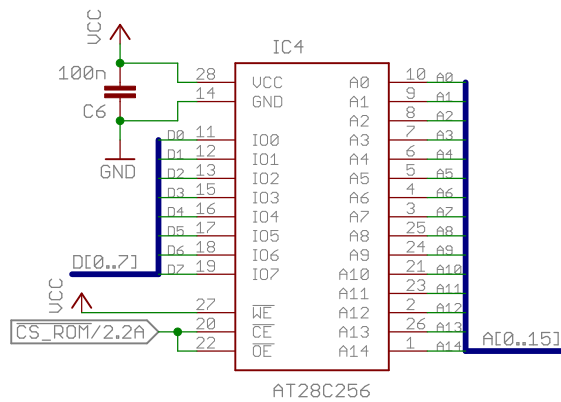 VCC
IC4
100n
C6
GND
28 VCC A0 10 A0
14 GND A1 9 A1
A2 8 A2
D0 11 IO0 A3 7 A3
D1 12 IO1 A4 6 A4
D2 13 IO2 A5 5 A5
D3 15 IO3 A6 4 A6
D4 16 IO4 A7 3 A7
D5 17 IO5 A8 25 A8
D6 18 IO6 A9 24 A9
D7 19 IO7 A10 21 A10
D[0..7]
A11 23 A11
VCC
27 WE A12 2 A12
CS_ROM/2.2A 20 CE A13 26 A13
22 OE A14 1 A14
A[0..15]
AT28C256